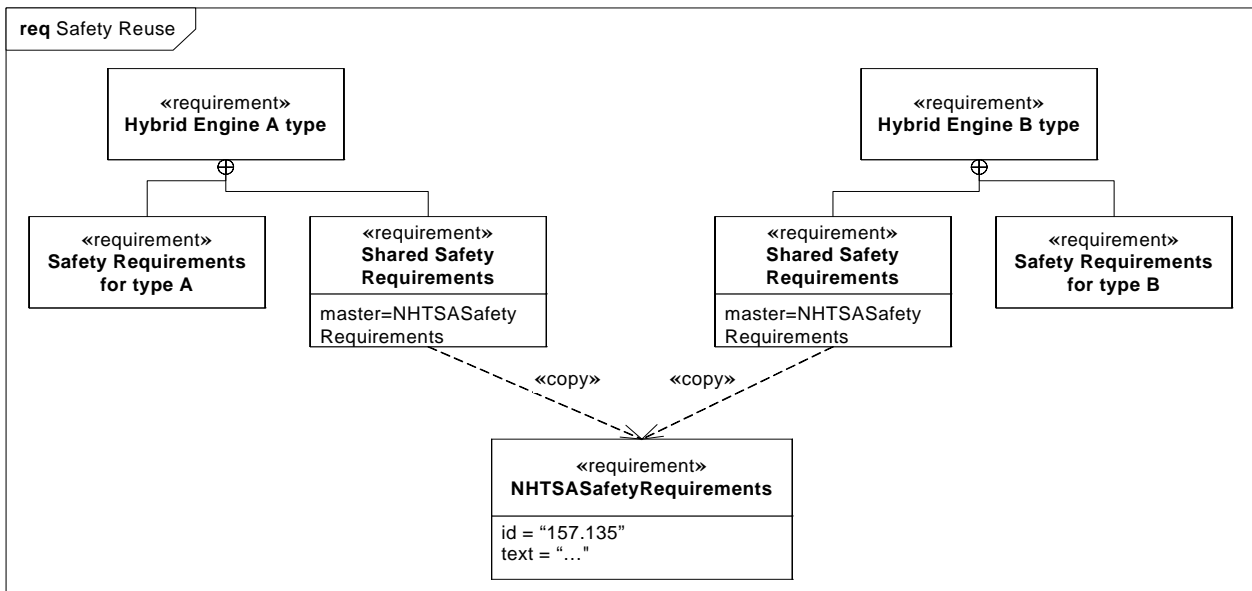 req Safety Reuse
«requirement»
Hybrid Engine A type
«requirement»
Hybrid Engine B type
«requirement»
Safety Requirements
for type A
«requirement»
Shared Safety
Requirements
master=NHTSASafety
Requirements
«requirement»
Shared Safety
Requirements
master=NHTSASafety
Requirements
«requirement»
Safety Requirements
for type B
«copy»
«copy»
«requirement»
NHTSASafetyRequirements
id = “157.135”
text = “…"